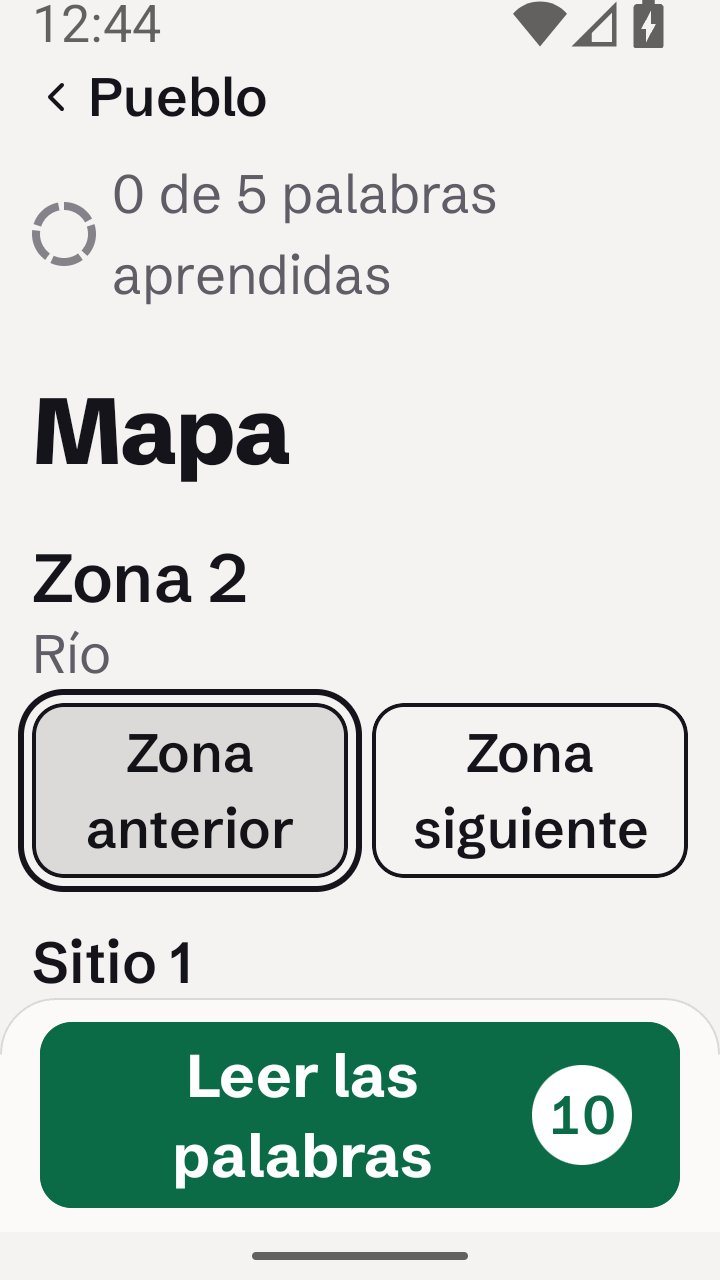 12:44
Pueblo
0 de 5 palabras
aprendidas
Mapa
Zona 2
Río
Zona
anterior
Zona
siguiente
Sitio 1
Leer las
palabras
10